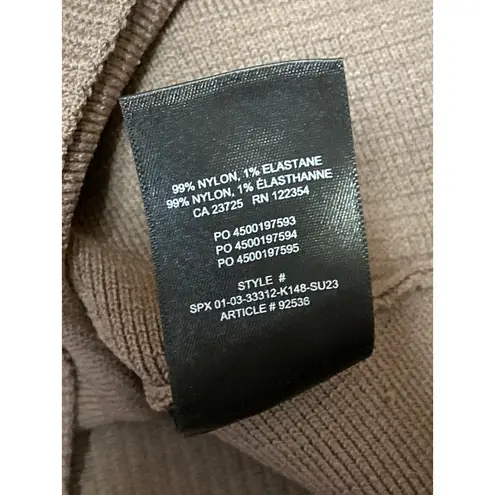 99% NYLON, 1% ELASTANE
99% NYLON, 1% ÉLASTHANNE
CA 23725 RN 122354
PO 4500197593
PO 4500197594
PO 4500197595
STYLE #
SPX 01-03-33312-K148-SU23
ARTICLE # 92536